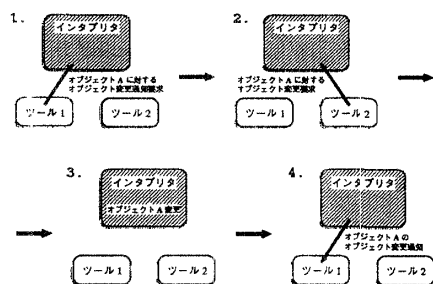 1.
インタプリタ
オブジェクトAに対する
オブジェクト変更通知要求
ツール1
ツール2
2.
インタプリタ
オブジェクトAに対する
オブジェクト変更要求
ツール1
ツール2
3.
インタプリタ
オブジェクトA変更
ツール1
ツール2
4.
インタプリタ
オブジェクトAの
オブジェクト変更通知
ツール1
ツール2